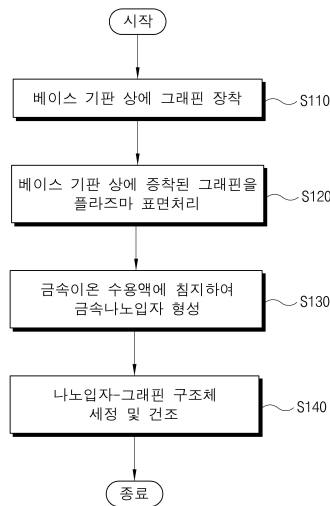 시작
베이스 기판 상에 그래핀 장착
S110
베이스 기판 상에 증착된 그래핀을
플라즈마 표면처리
S120
금속이온 수용액에 침지하여
금속나노입자 형성
S130
나노입자-그래핀 구조체
세정 및 건조
S140
종료